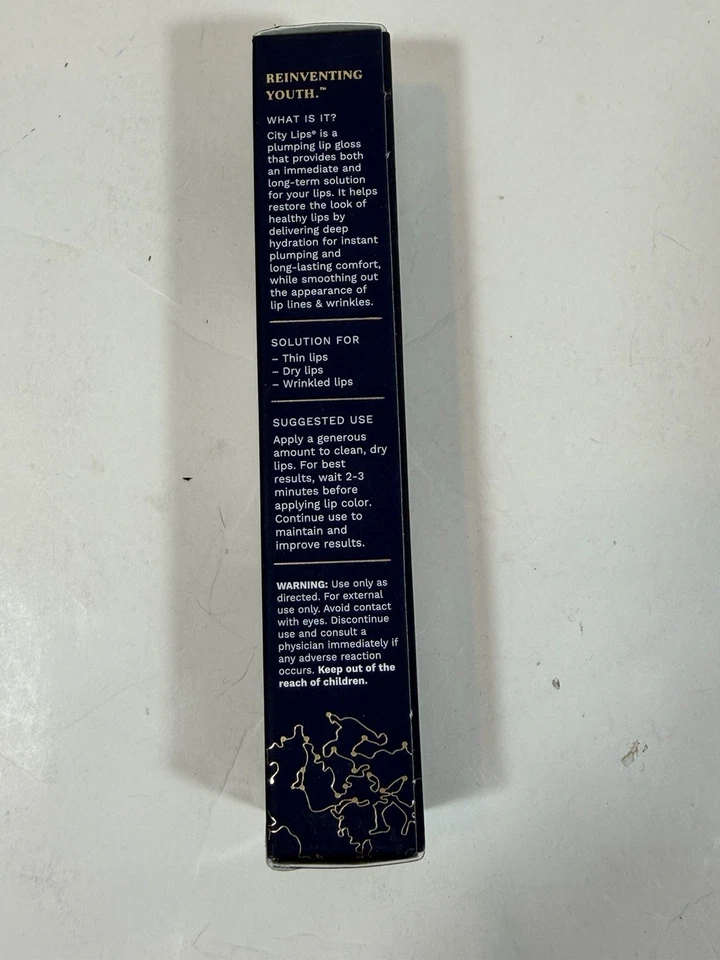 REINVENTING
YOUTH.™
WHAT IS IT?
City Lips® is a
plumping lip gloss
that provides both
an immediate and
long-term solution
for your lips. It helps
restore the look of
healthy lips by
delivering deep
hydration for instant
plumping and
long-lasting comfort,
while smoothing out
the appearance of
lip lines & wrinkles.
SOLUTION FOR
– Thin lips
– Dry lips
– Wrinkled lips
SUGGESTED USE
Apply a generous
amount to clean, dry
lips. For best
results, wait 2-3
minutes before
applying lip color.
Continue use to
maintain and
improve results.
WARNING: Use only as
directed. For external
use only. Avoid contact
with eyes. Discontinue
use and consult a
physician immediately if
any adverse reaction
occurs. Keep out of the
reach of children.